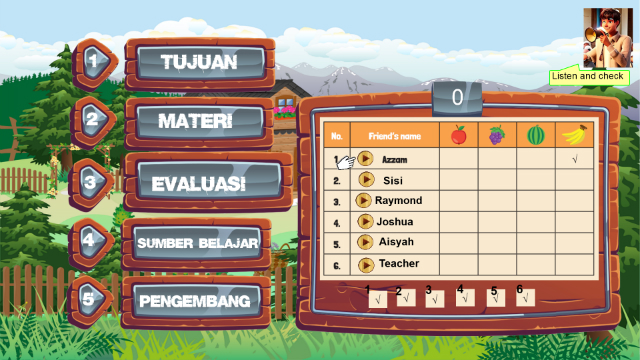 1 TUJUAN
2 MATERI
3 EVALUASI
4 SUMBER BELAJAR
5 PENGEMBANG
Listen and check
0
No. Friend's name
1. Azzam √
2. Sisi
3. Raymond
4. Joshua
5. Aisyah
6. Teacher
1 2 3 4 5 6
√ √ √ √ √ √